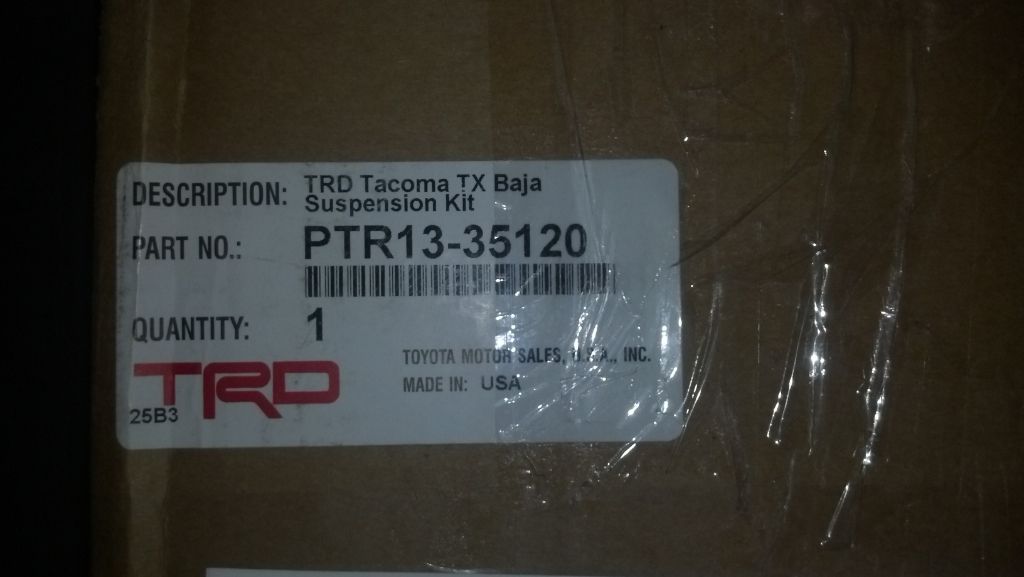 DESCRIPTION: TRD Tacoma TX Baja
Suspension Kit
PART NO.: PTR13-35120
QUANTITY: 1
TOYOTA MOTOR SALES, U.S.A., INC.
MADE IN: USA
TRD
25B3